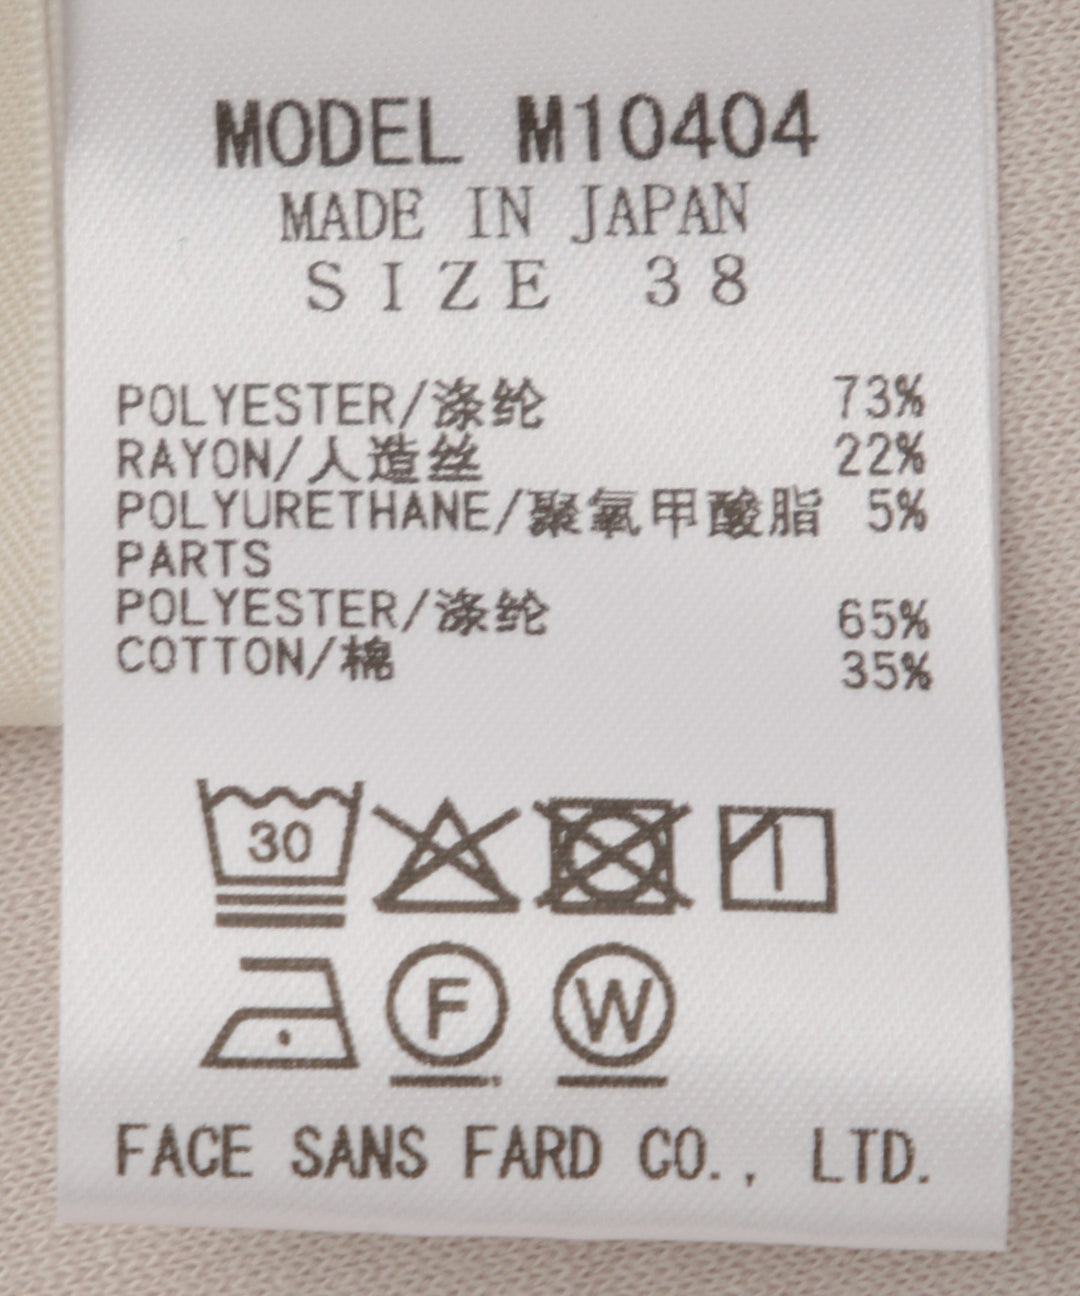 MODEL M10404
MADE IN JAPAN
SIZE 38
POLYESTER/涤纶 73%
RAYON/人造丝 22%
POLYURETHANE/聚氧甲酸脂 5%
PARTS
POLYESTER/涤纶 65%
COTTON/棉 35%
30
F W
FACE SANS FARD CO., LTD.